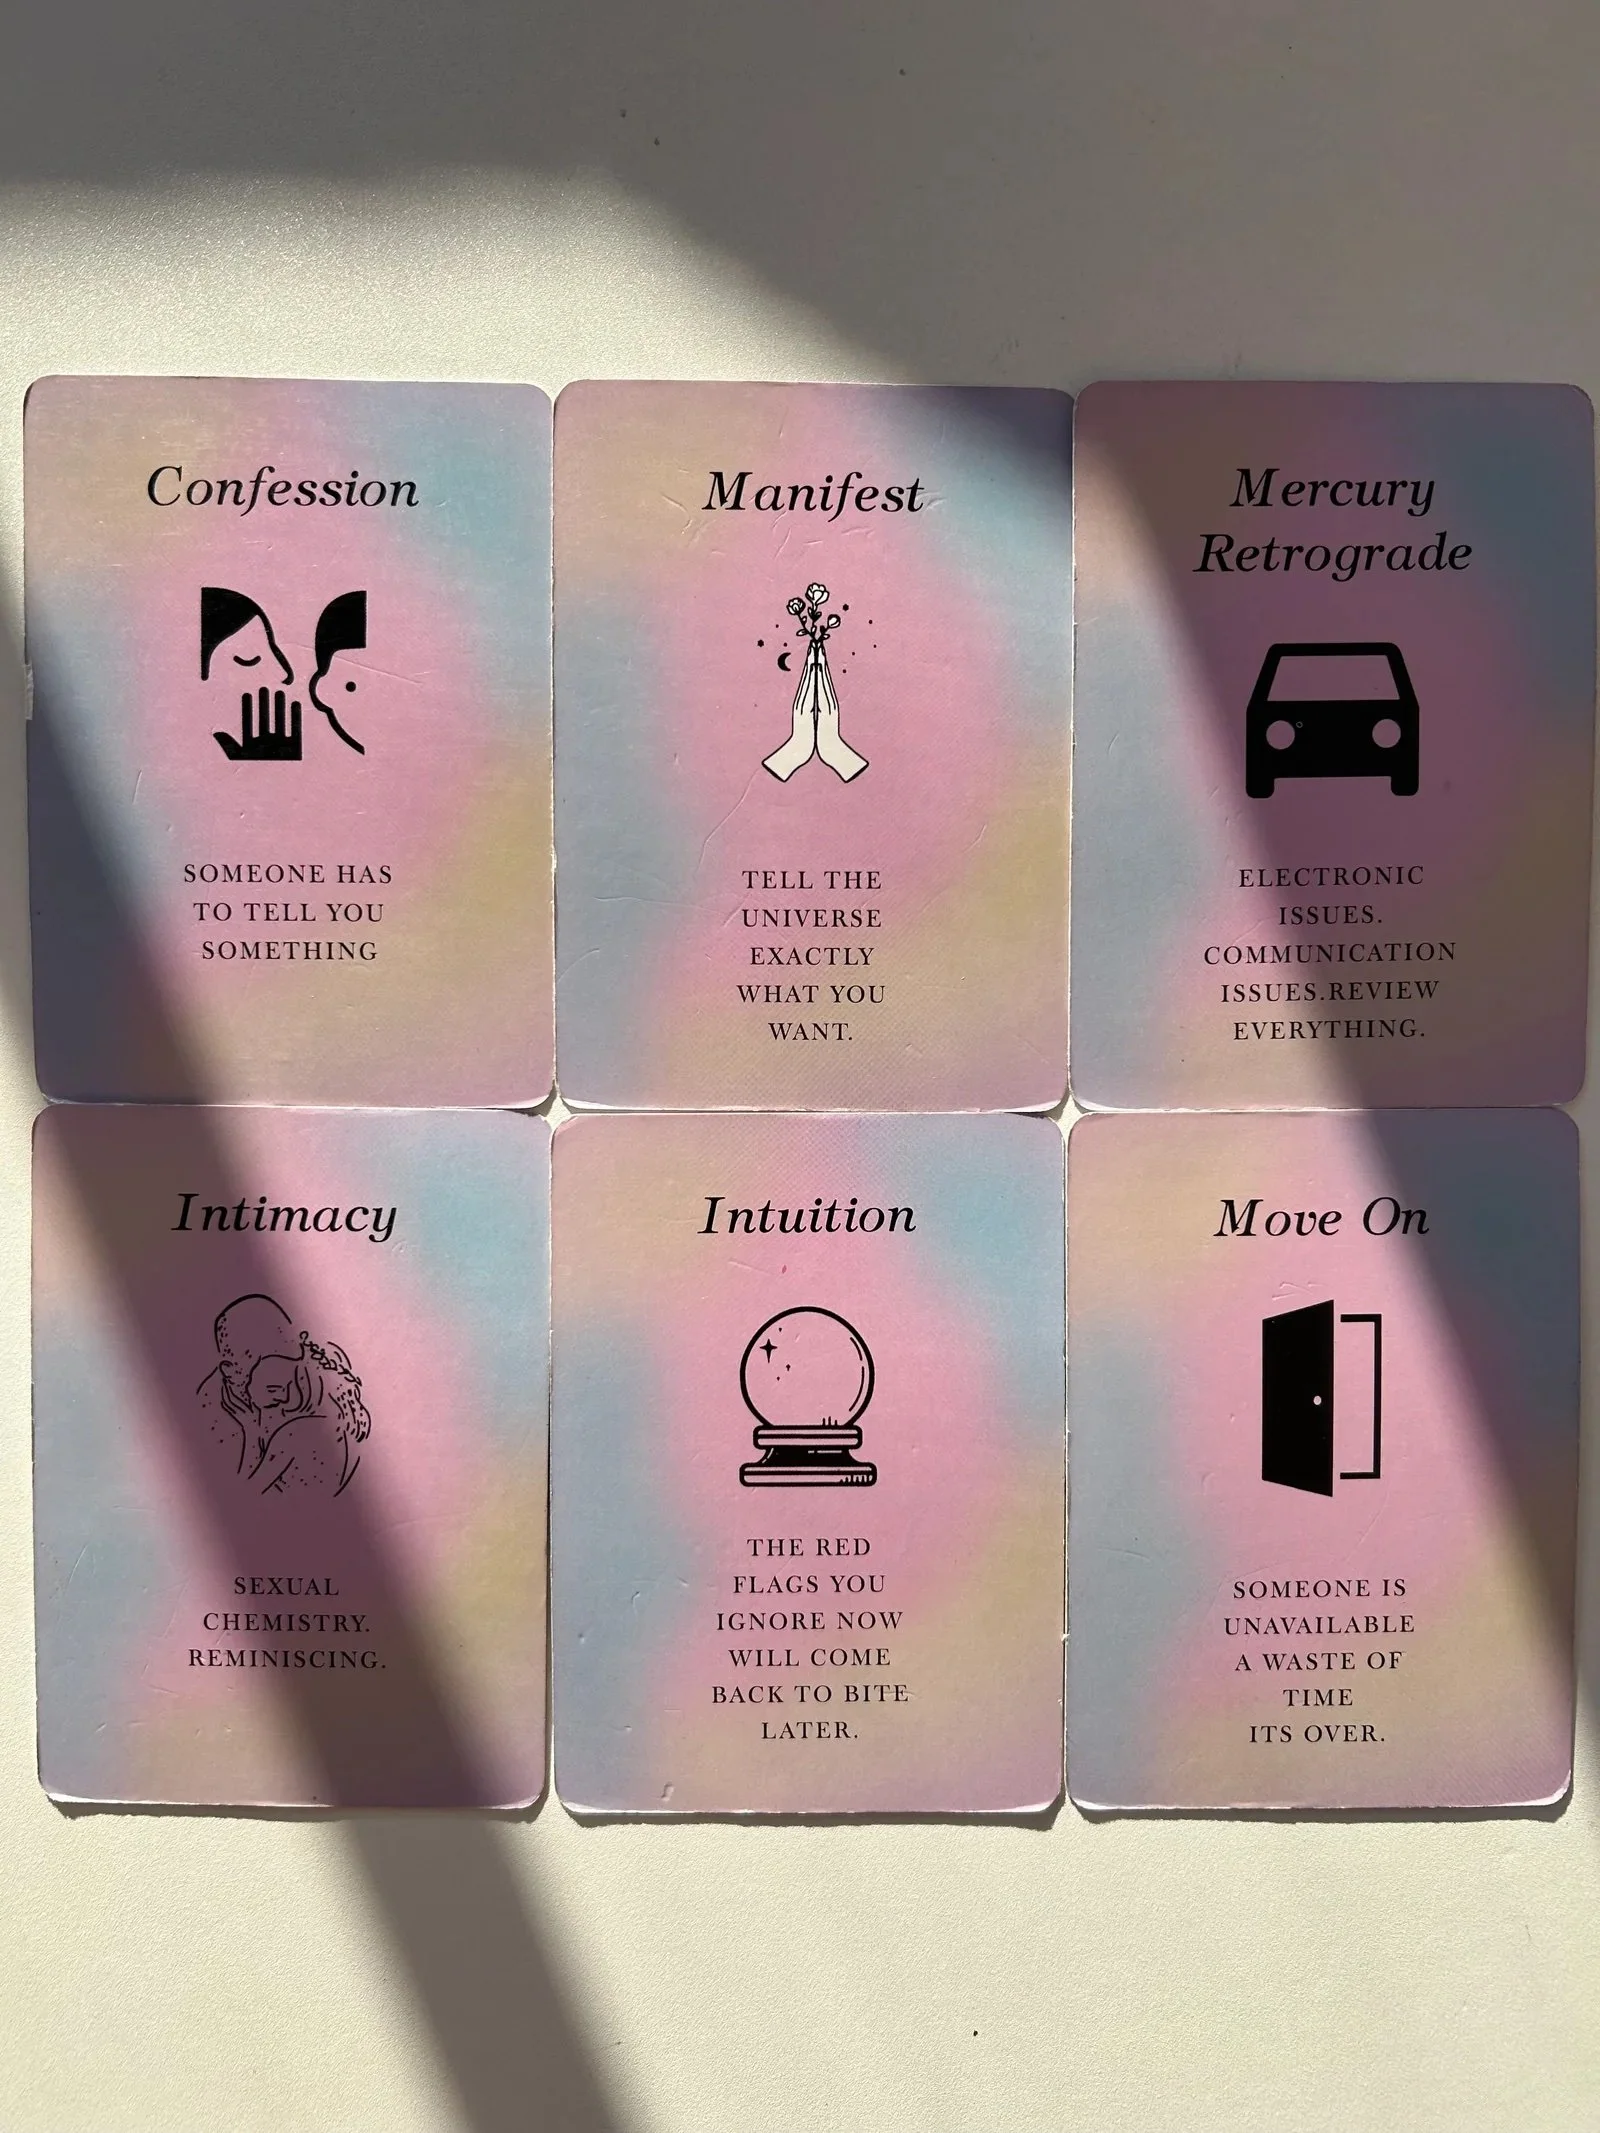 Confession
SOMEONE HAS
TO TELL YOU
SOMETHING
Manifest
TELL THE
UNIVERSE
EXACTLY
WHAT YOU
WANT.
Mercury
Retrograde
ELECTRONIC
ISSUES.
COMMUNICATION
ISSUES.REVIEW
EVERYTHING.
Intimacy
SEXUAL
CHEMISTRY.
REMINISCING.
Intuition
THE RED
FLAGS YOU
IGNORE NOW
WILL COME
BACK TO BITE
LATER.
Move On
SOMEONE IS
UNAVAILABLE
A WASTE OF
TIME
ITS OVER.